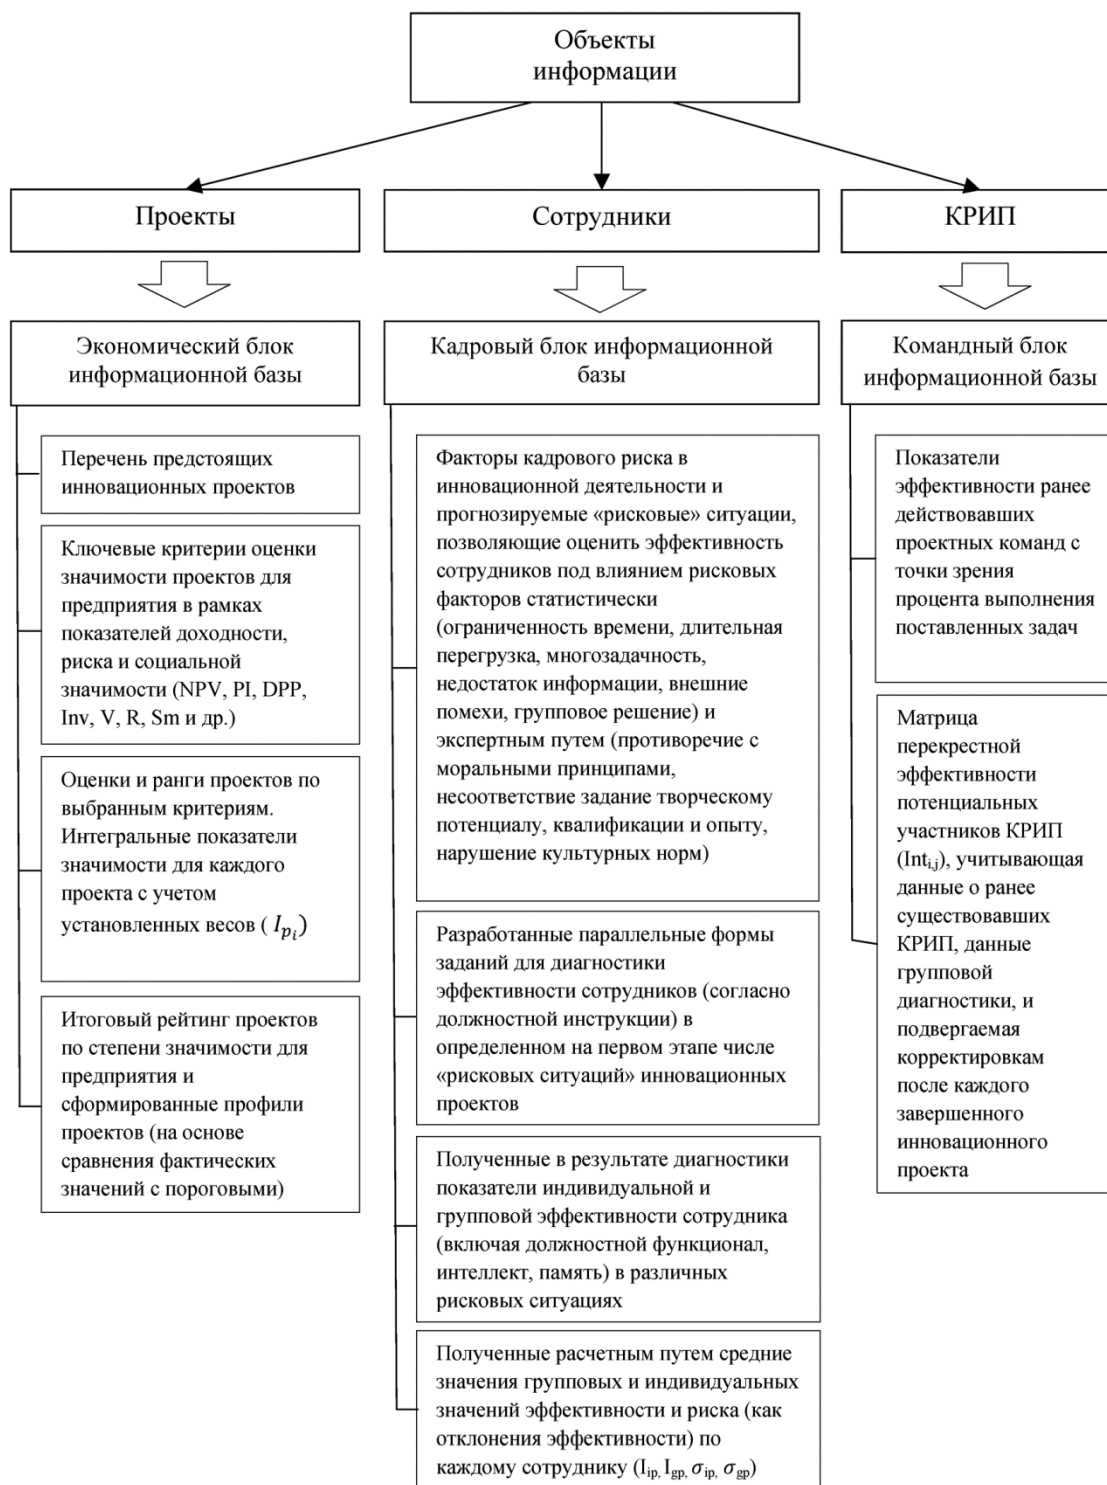 Объекты
информации
Проекты
Сотрудники
КРИП
Экономический блок
информационной базы
Кадровый блок информационной
базы
Командный блок
информационной базы
Перечень предстоящих
инновационных проектов
Ключевые критерии оценки
значимости проектов для
предприятия в рамках
показателей доходности,
риска и социальной
значимости (NPV, PI, DPP,
Inv, V, R, Sm и др.)
Оценки и ранги проектов по
выбранным критериям.
Интегральные показатели
значимости для каждого
проекта с учетом
установленных весов ( I_{p_i})
Итоговый рейтинг проектов
по степени значимости для
предприятия и
сформированные профили
проектов (на основе
сравнения фактических
значений с пороговыми)
Факторы кадрового риска в
инновационной деятельности и
прогнозируемые «рисковые» ситуации,
позволяющие оценить эффективность
сотрудников под влиянием рисковых
факторов статистически
(ограниченность времени, длительная
перегрузка, многозадачность,
недостаток информации, внешние
помехи, групповое решение) и
экспертным путем (противоречие с
моральными принципами,
несоответствие задание творческому
потенциалу, квалификации и опыту,
нарушение культурных норм)
Разработанные параллельные формы
заданий для диагностики
эффективности сотрудников (согласно
должностной инструкции) в
определенном на первом этапе числе
«рисковых ситуаций» инновационных
проектов
Полученные в результате диагностики
показатели индивидуальной и
групповой эффективности сотрудника
(включая должностной функционал,
интеллект, память) в различных
рисковых ситуациях
Полученные расчетным путем средние
значения групповых и индивидуальных
значений эффективности и риска (как
отклонения эффективности) по
каждому сотруднику (I_{ip}, I_{gp}, σ_{ip}, σ_{gp})
Показатели
эффективности ранее
действовавших
проектных команд с
точки зрения
процента выполнения
поставленных задач
Матрица
перекрестной
эффективности
потенциальных
участников КРИП
(Int_{i,j}), учитывающая
данные о ранее
существовавших
КРИП, данные
групповой
диагностики, и
подвергаемая
корректировкам
после каждого
завершенного
инновационного
проекта